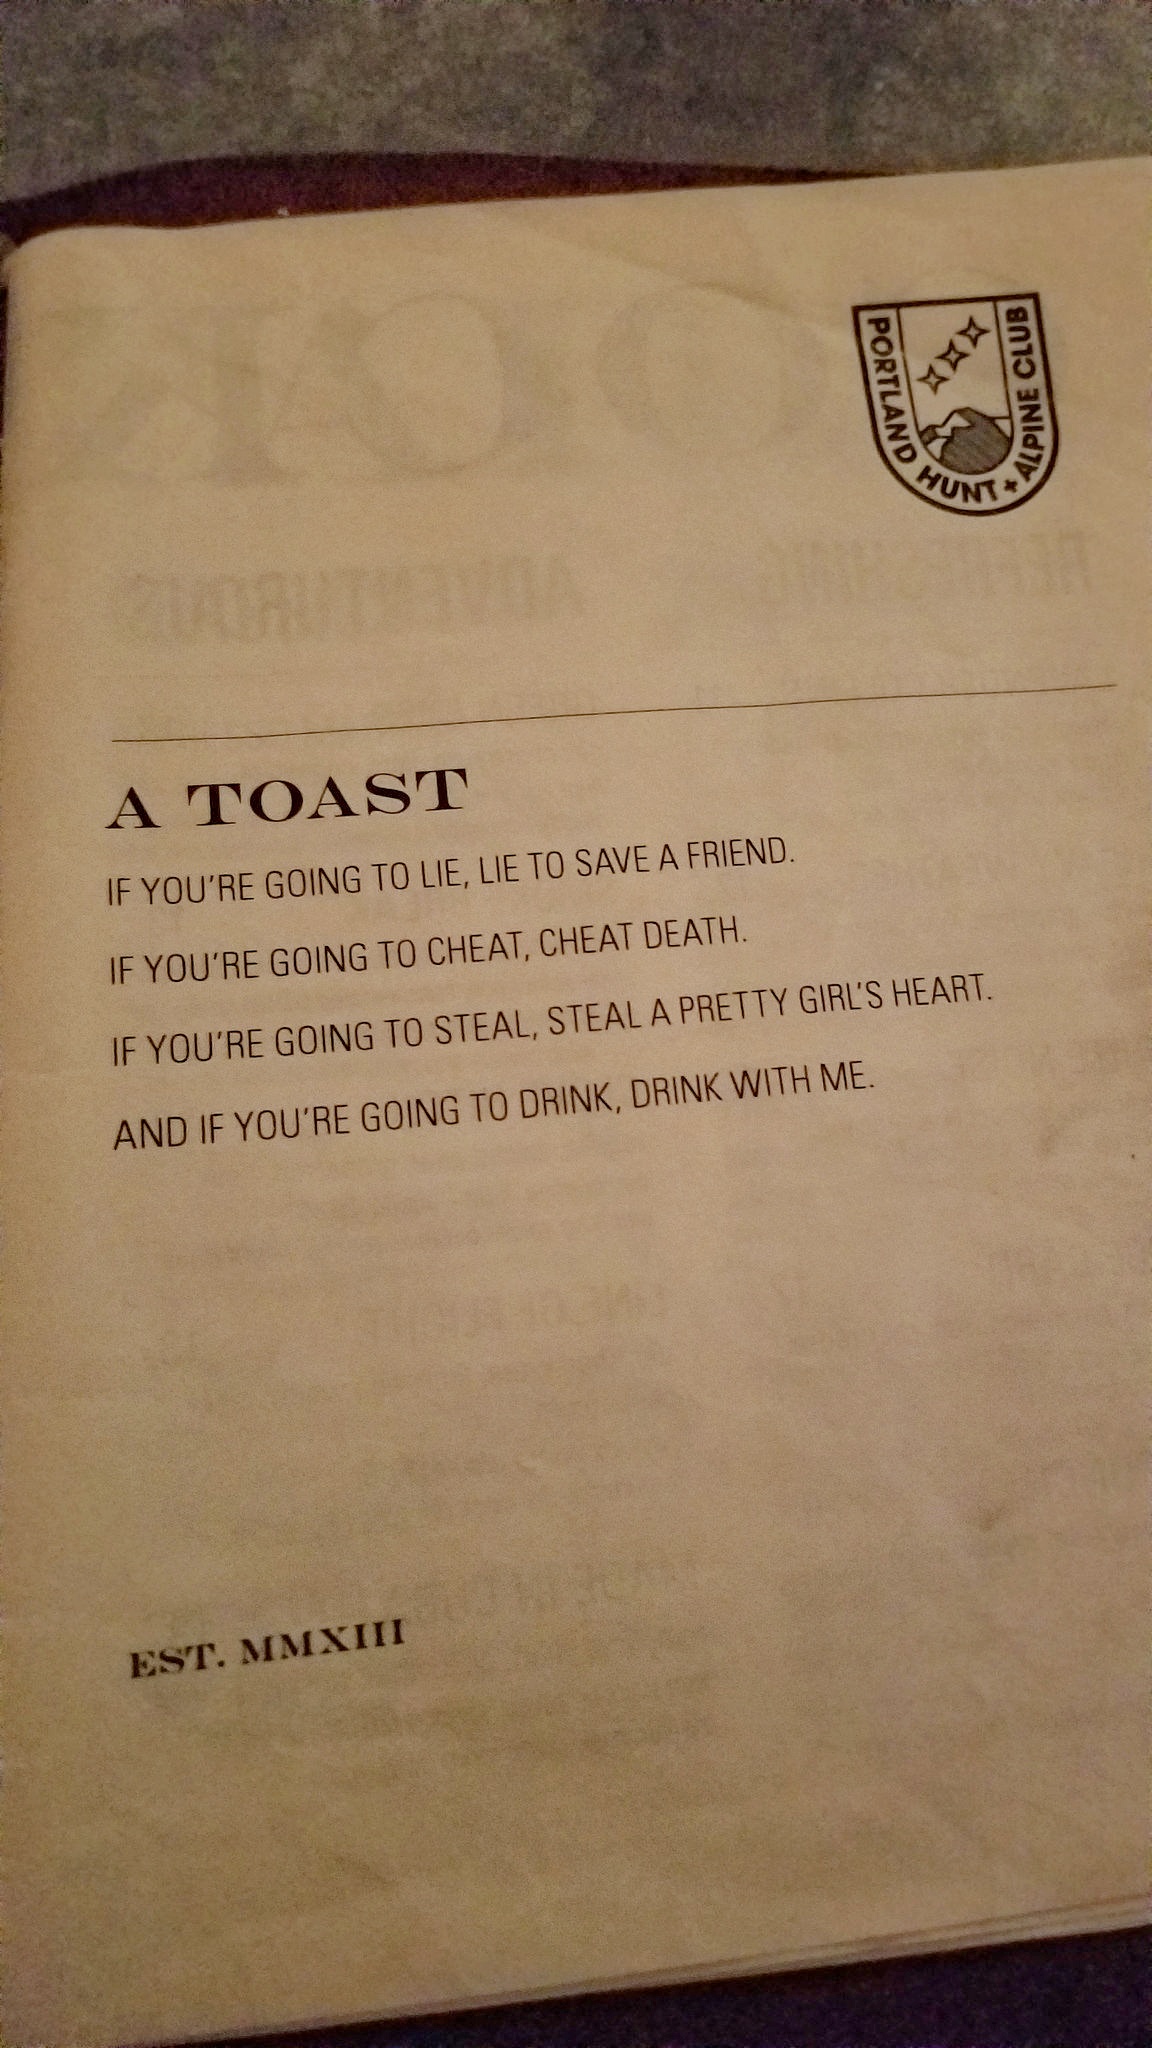 PORTLAND HUNT + ALPINE CLUB
A TOAST
IF YOU'RE GOING TO LIE, LIE TO SAVE A FRIEND.
IF YOU'RE GOING TO CHEAT, CHEAT DEATH.
IF YOU'RE GOING TO STEAL, STEAL A PRETTY GIRL'S HEART.
AND IF YOU'RE GOING TO DRINK, DRINK WITH ME.
EST. MMXIII